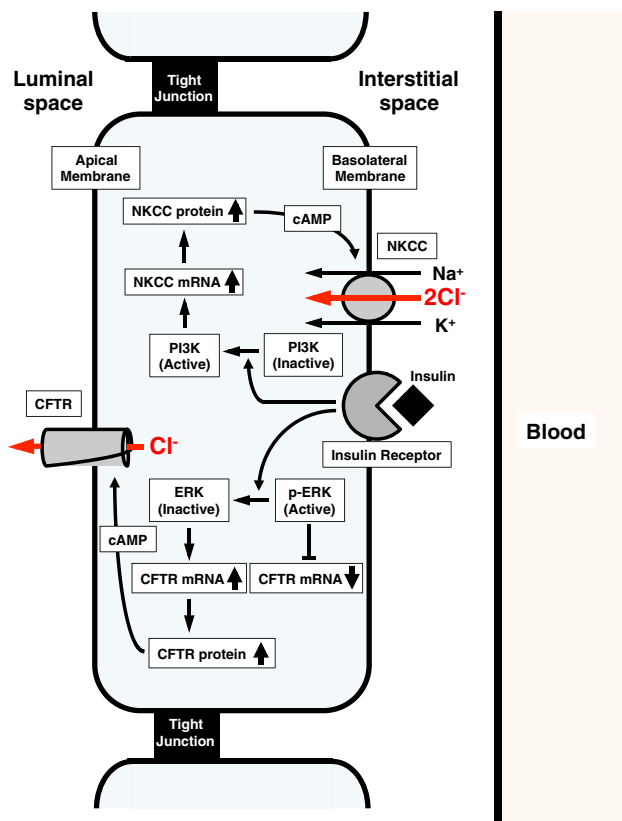 Luminal
space
Tight
Junction
Interstitial
space
Apical
Membrane
Basolateral
Membrane
NKCC protein
cAMP
NKCC
NKCC mRNA
Na+
2Cl-
K+
PI3K
(Active)
PI3K
(Inactive)
Insulin
CFTR
Cl-
Insulin Receptor
Blood
ERK
(Inactive)
p-ERK
(Active)
cAMP
CFTR mRNA
CFTR mRNA
CFTR protein
Tight
Junction